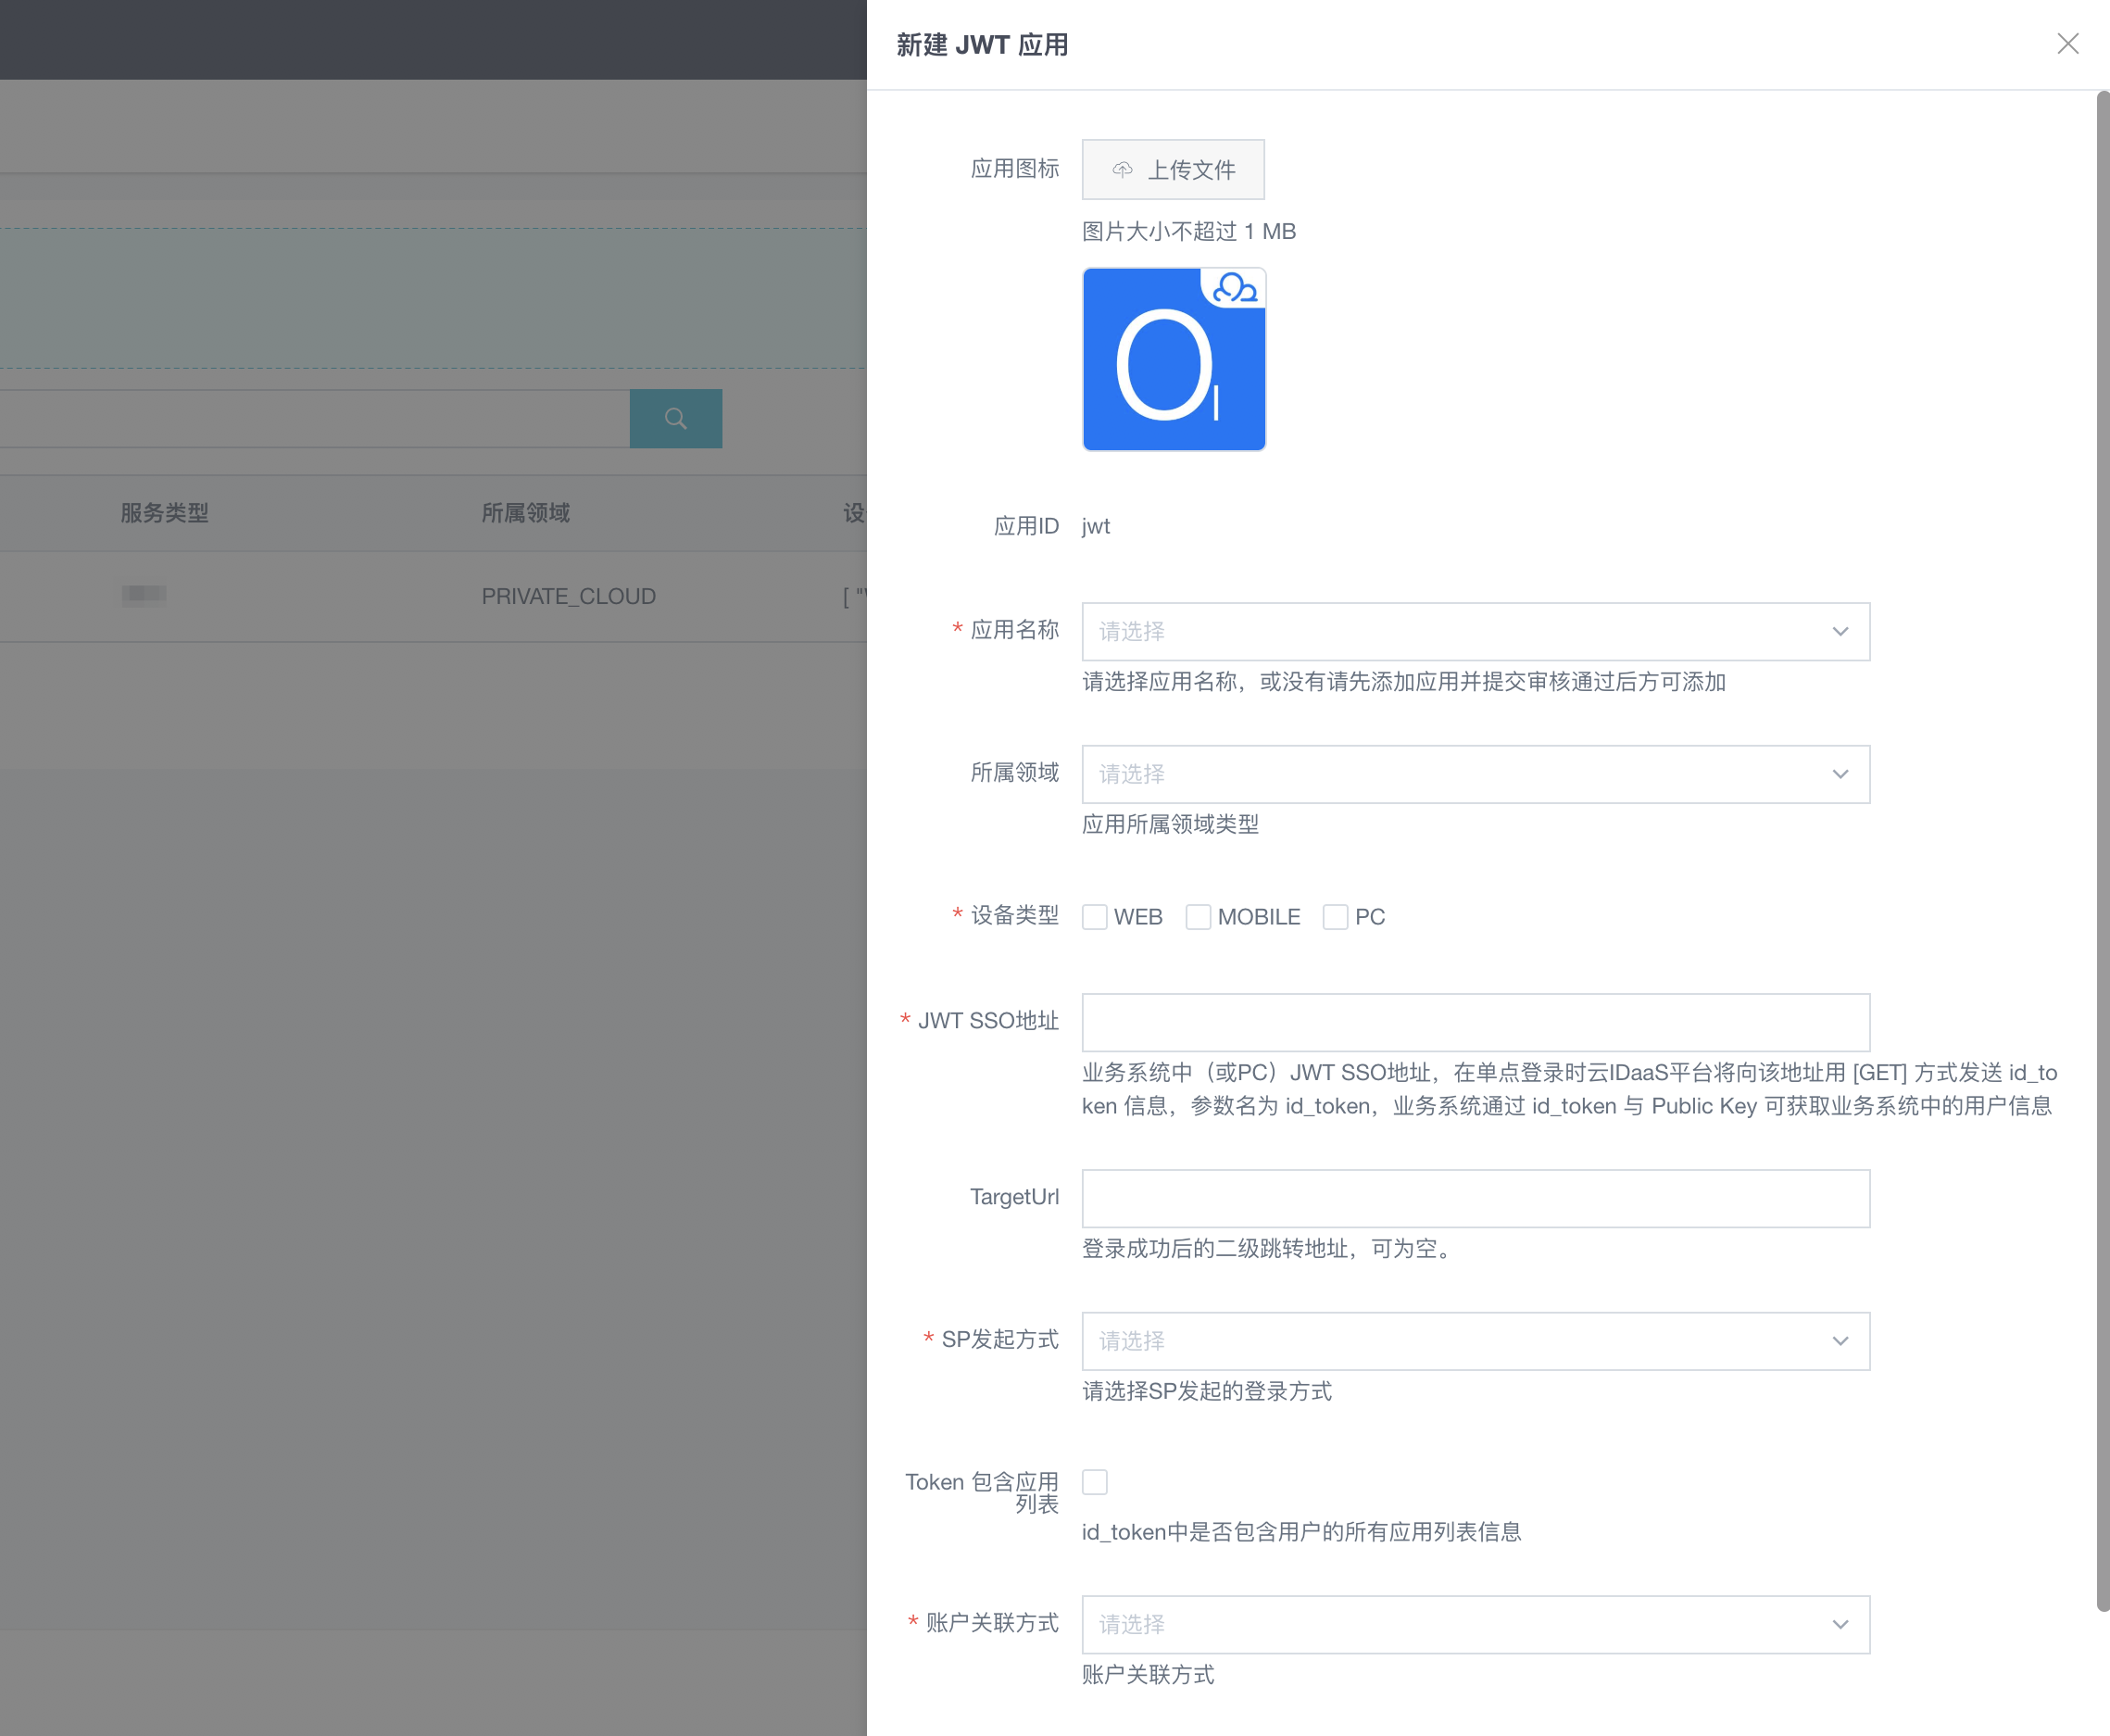 新建 JWT 应用
应用图标
上传文件
图片大小不超过 1 MB
服务类型
所属领域
设
PRIVATE_CLOUD
[ "
应用ID
jwt
* 应用名称
请选择
请选择应用名称，或没有请先添加应用并提交审核通过后方可添加
所属领域
请选择
应用所属领域类型
* 设备类型
WEB
MOBILE
PC
* JWT SSO地址
业务系统中（或PC）JWT SSO地址，在单点登录时云IDaaS平台将向该地址用 [GET] 方式发送 id_to
ken 信息，参数名为 id_token，业务系统通过 id_token 与 Public Key 可获取业务系统中的用户信息
TargetUrl
登录成功后的二级跳转地址，可为空。
* SP发起方式
请选择
请选择SP发起的登录方式
Token 包含应用
列表
id_token中是否包含用户的所有应用列表信息
* 账户关联方式
请选择
账户关联方式